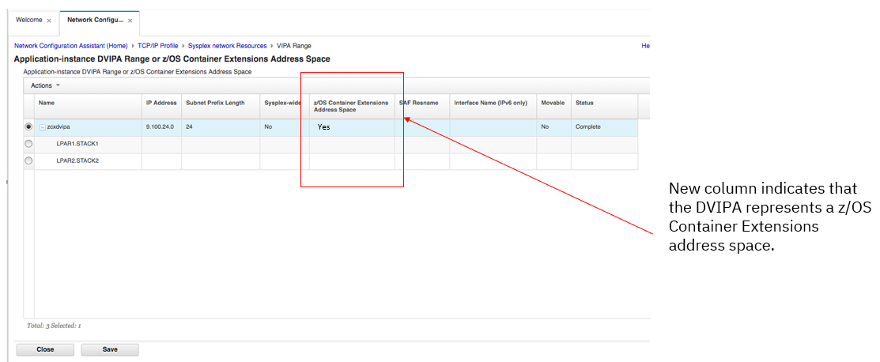 Welcome ×
Network Configu... ×
Network Configuration Assistant (Home) ▸ TCP/IP Profile ▸ Sysplex network Resources ▸ VIPA Range
He
Application-instance DVIPA Range or z/OS Container Extensions Address Space
Application-instance DVIPA Range or z/OS Container Extensions Address Space
Actions
Name IP Address Subnet Prefix Length Sysplex-wide z/OS Container Extensions SAF Resname Interface Name (IPv6 only) Movable Status
Address Space
zcxdvipa 9.100.24.0 24 No Yes No Complete
LPAR1.STACK1
LPAR2.STACK2
New column indicates that
the DVIPA represents a z/OS
Container Extensions
address space.
Total: 3 Selected: 1
Close Save